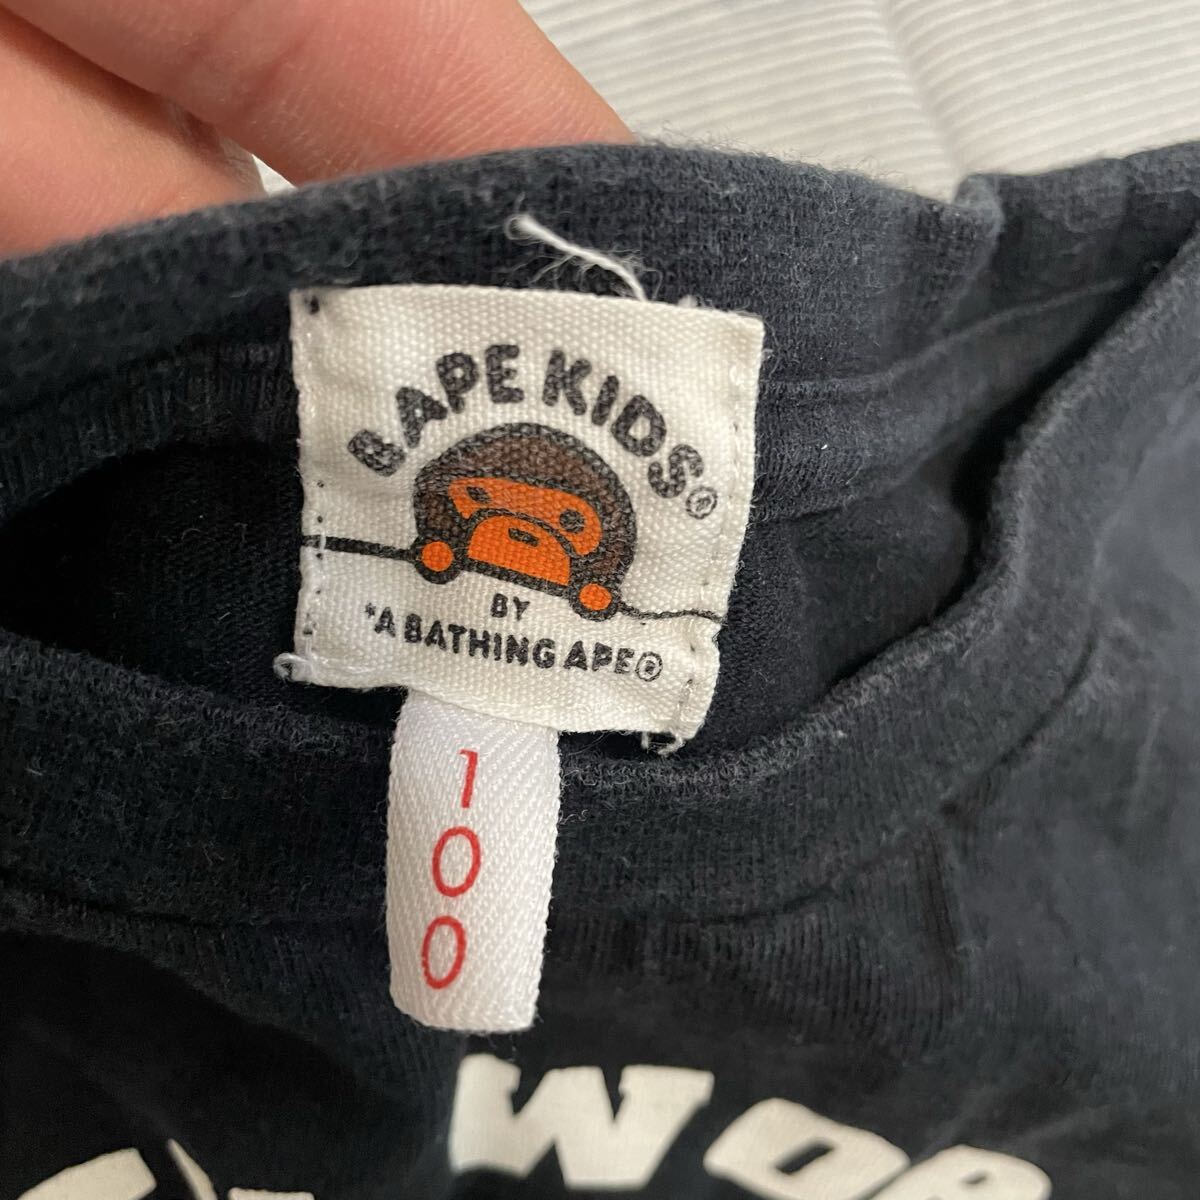 BAPE KIDS®
BY
*A BATHING APE®
100